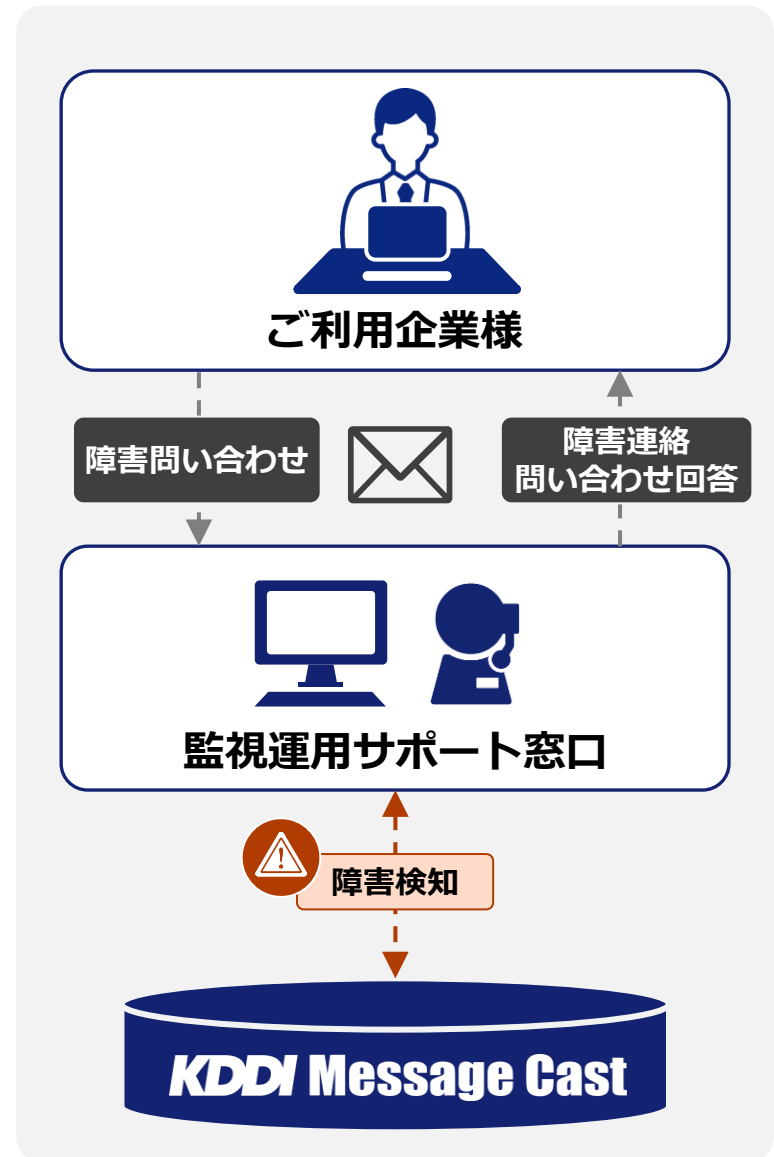 ご利用企業様
障害問い合わせ
障害連絡
問い合わせ回答
監視運用サポート窓口
障害検知
KDDI Message Cast